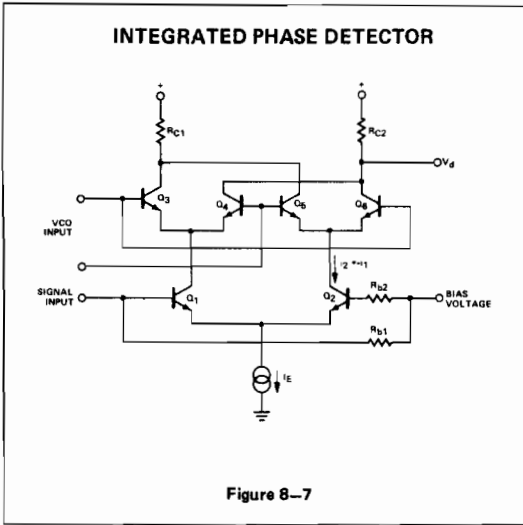 INTEGRATED PHASE DETECTOR
+
+
RC1
RC2
Vd
Q3
Q4
Q5
Q6
VCO
INPUT
SIGNAL
INPUT
Q1
Q2
Rb2
Rb1
BIAS
VOLTAGE
IE
Figure 8–7